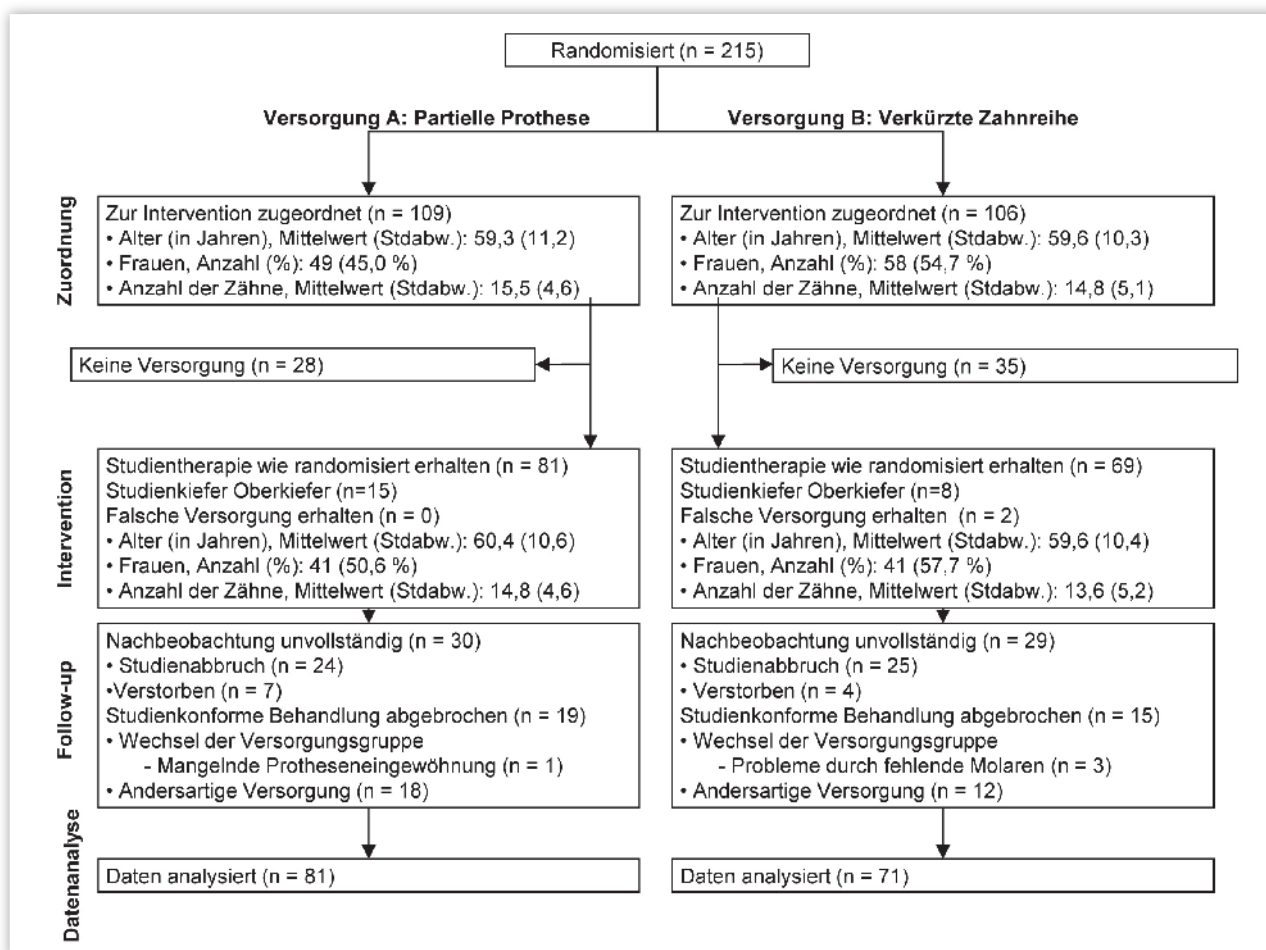 Randomisiert (n = 215)
Versorgung A: Partielle Prothese
Versorgung B: Verkürzte Zahnreihe
Zuordnung
Zur Intervention zugeordnet (n = 109)
• Alter (in Jahren), Mittelwert (Stdabw.): 59,3 (11,2)
• Frauen, Anzahl (%): 49 (45,0 %)
• Anzahl der Zähne, Mittelwert (Stdabw.): 15,5 (4,6)
Zur Intervention zugeordnet (n = 106)
• Alter (in Jahren), Mittelwert (Stdabw.): 59,6 (10,3)
• Frauen, Anzahl (%): 58 (54,7 %)
• Anzahl der Zähne, Mittelwert (Stdabw.): 14,8 (5,1)
Keine Versorgung (n = 28)
Keine Versorgung (n = 35)
Intervention
Studientherapie wie randomisiert erhalten (n = 81)
Studienkiefer Oberkiefer (n=15)
Falsche Versorgung erhalten (n = 0)
• Alter (in Jahren), Mittelwert (Stdabw.): 60,4 (10,6)
• Frauen, Anzahl (%): 41 (50,6 %)
• Anzahl der Zähne, Mittelwert (Stdabw.): 14,8 (4,6)
Studientherapie wie randomisiert erhalten (n = 69)
Studienkiefer Oberkiefer (n=8)
Falsche Versorgung erhalten (n = 2)
• Alter (in Jahren), Mittelwert (Stdabw.): 59,6 (10,4)
• Frauen, Anzahl (%): 41 (57,7 %)
• Anzahl der Zähne, Mittelwert (Stdabw.): 13,6 (5,2)
Follow-up
Nachbeobachtung unvollständig (n = 30)
• Studienabbruch (n = 24)
•Verstorben (n = 7)
Studienkonforme Behandlung abgebrochen (n = 19)
• Wechsel der Versorgungsgruppe
- Mangelnde Protheseneingewöhnung (n = 1)
• Andersartige Versorgung (n = 18)
Nachbeobachtung unvollständig (n = 29)
• Studienabbruch (n = 25)
• Verstorben (n = 4)
Studienkonforme Behandlung abgebrochen (n = 15)
• Wechsel der Versorgungsgruppe
- Probleme durch fehlende Molaren (n = 3)
• Andersartige Versorgung (n = 12)
Datenanalyse
Daten analysiert (n = 81)
Daten analysiert (n = 71)